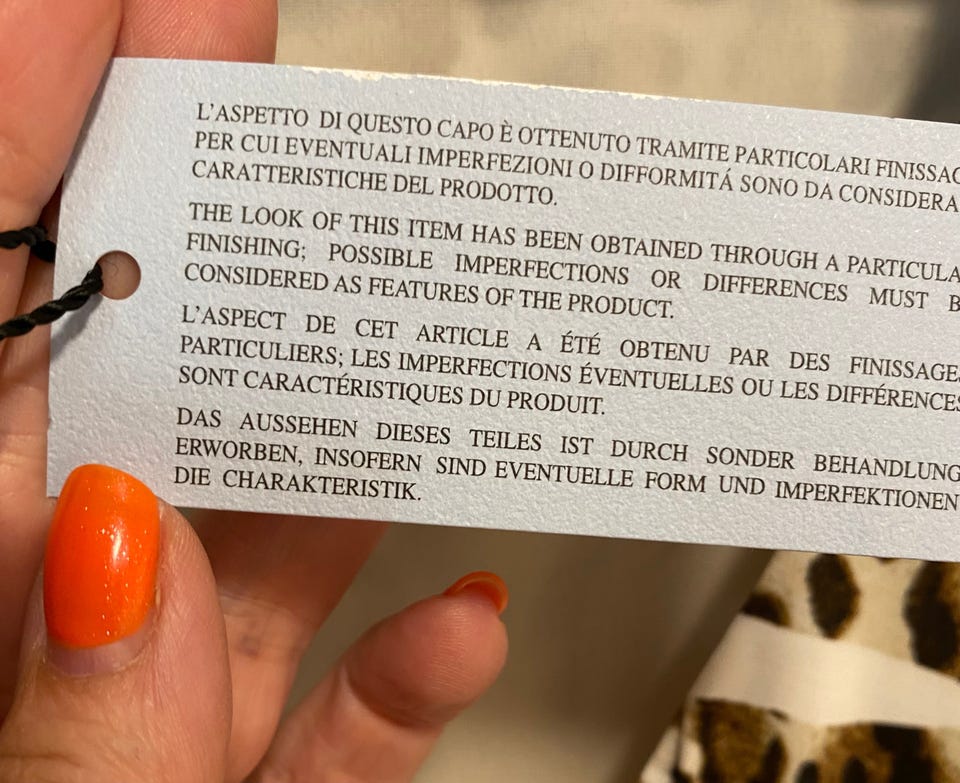 L'ASPETTO DI QUESTO CAPO È OTTENUTO TRAMITE PARTICOLARI
PER CUI EVENTUALI IMPERFEZIONI O DIFFORMITÁ SONO DA
CARATTERISTICHE DEL PRODOTTO.
THE LOOK OF THIS ITEM HAS BEEN OBTAINED THROUGH A
FINISHING; POSSIBLE IMPERFECTIONS OR DIFFERENCES MUST
CONSIDERED AS FEATURES OF THE PRODUCT.
L'ASPECT DE CET ARTICLE A ÉTÉ OBTENU PAR DES
PARTICULIERS; LES IMPERFECTIONS ÉVENTUELLES OU LES DIFFÉRENCES
SONT CARACTÉRISTIQUES DU PRODUIT.
DAS AUSSEHEN DIESES TEILES IST DURCH SONDER BEHANDLUNG
ERWORBEN, INSOFERN SIND EVENTUELLE FORM UND IMPERFEKTIONEN
DIE CHARAKTERISTIK.